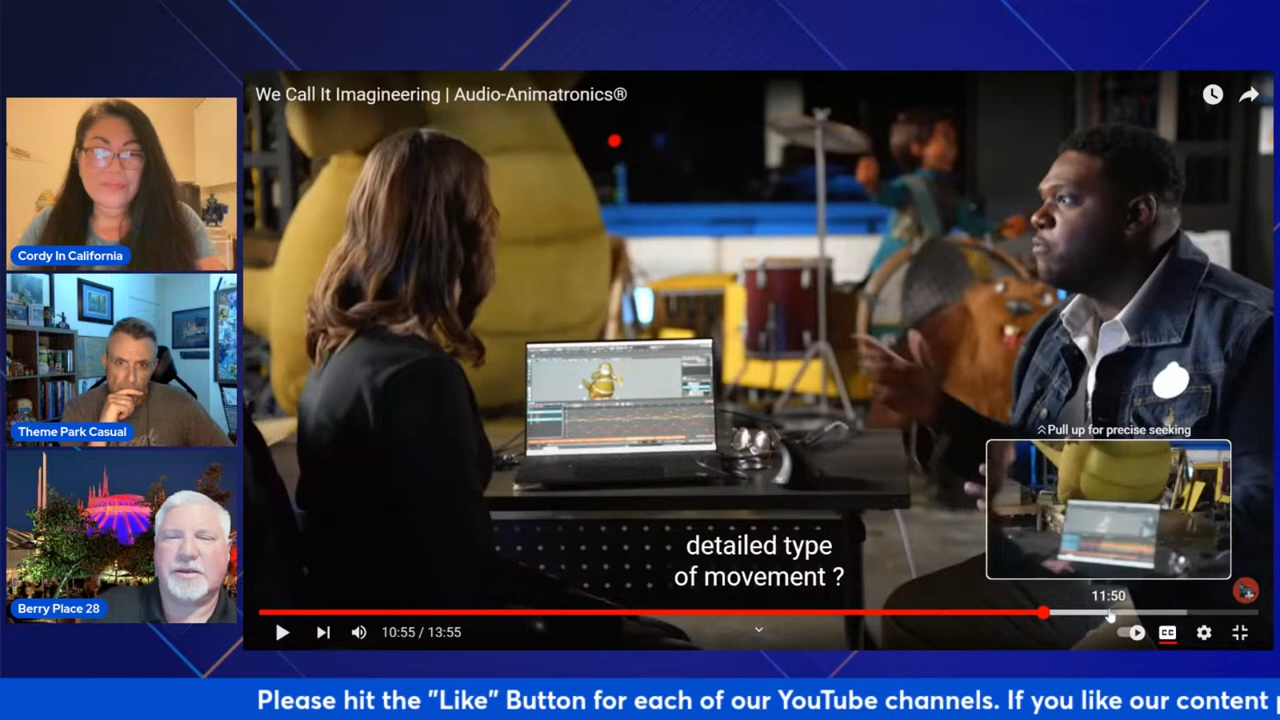 We Call It Imagineering | Audio-Animatronics®
Cordy In California
Theme Park Casual
Berry Place 28
Pull up for precise seeking
detailed type
of movement ?
11:50
10:55 / 13:55
CC
Please hit the "Like" Button for each of our YouTube channels. If you like our content